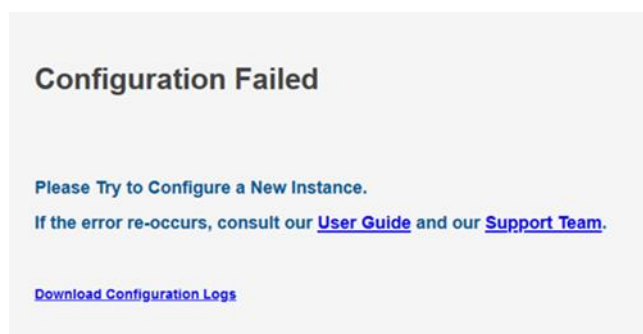 Configuration Failed
Please Try to Configure a New Instance.
If the error re-occurs, consult our User Guide and our Support Team.
Download Configuration Logs